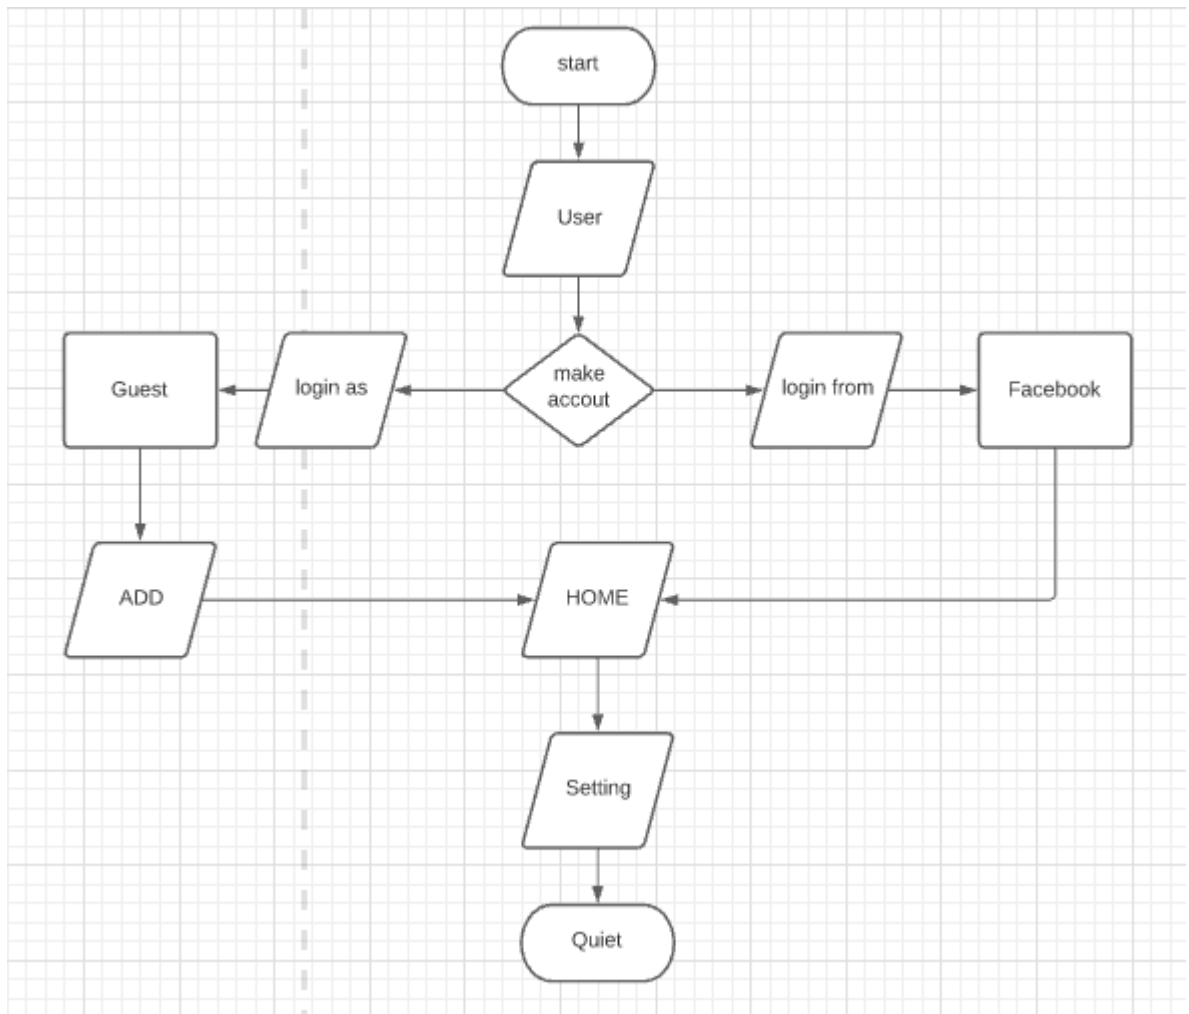 start
User
make
accout
Guest
login as
login from
Facebook
ADD
HOME
Setting
Quiet